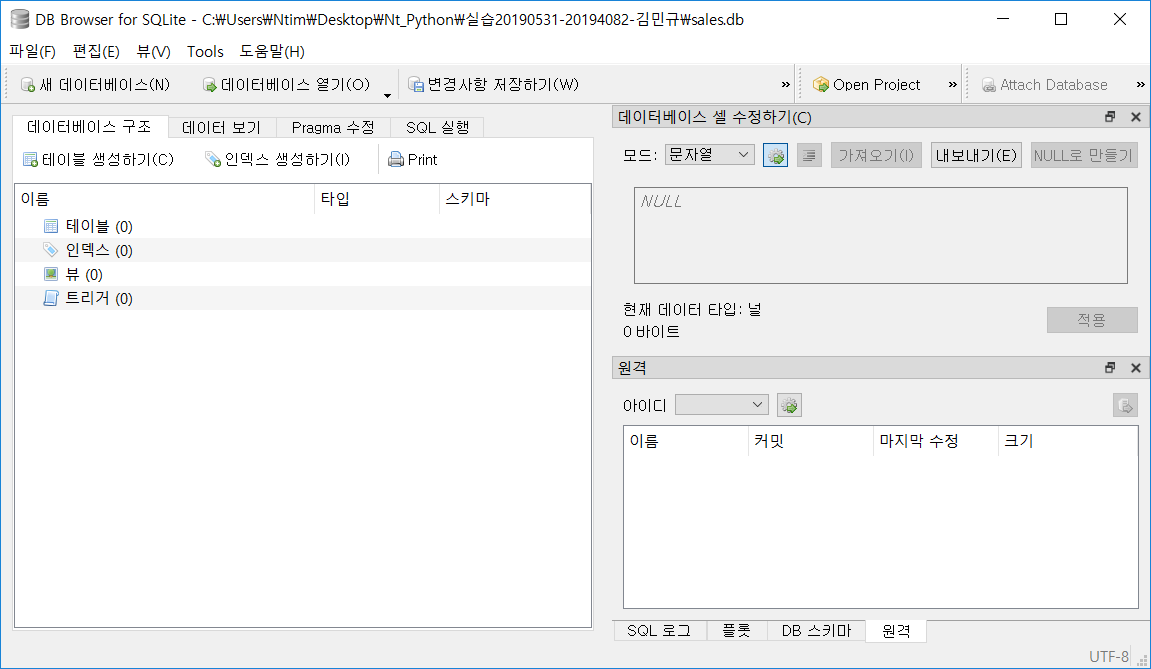 DB Browser for SQLite - C:₩Users₩Ntim₩Desktop₩Nt_Python₩실습20190531-20194082-김민규₩sales.db
파일(F) 편집(E) 뷰(V) Tools 도움말(H)
새 데이터베이스(N) 데이터베이스 열기(O) 변경사항 저장하기(W) » Open Project » Attach Database »
데이터베이스 구조 데이터 보기 Pragma 수정 SQL 실행
테이블 생성하기(C) 인덱스 생성하기(I) Print
이름 타입 스키마
테이블 (0)
인덱스 (0)
뷰 (0)
트리거 (0)
데이터베이스 셀 수정하기(C)
모드: 문자열 가져오기(I) 내보내기(E) NULL로 만들기
NULL
현재 데이터 타입: 널
0 바이트
적용
원격
아이디
이름 커밋 마지막 수정 크기
SQL 로그 플롯 DB 스키마 원격
UTF-8